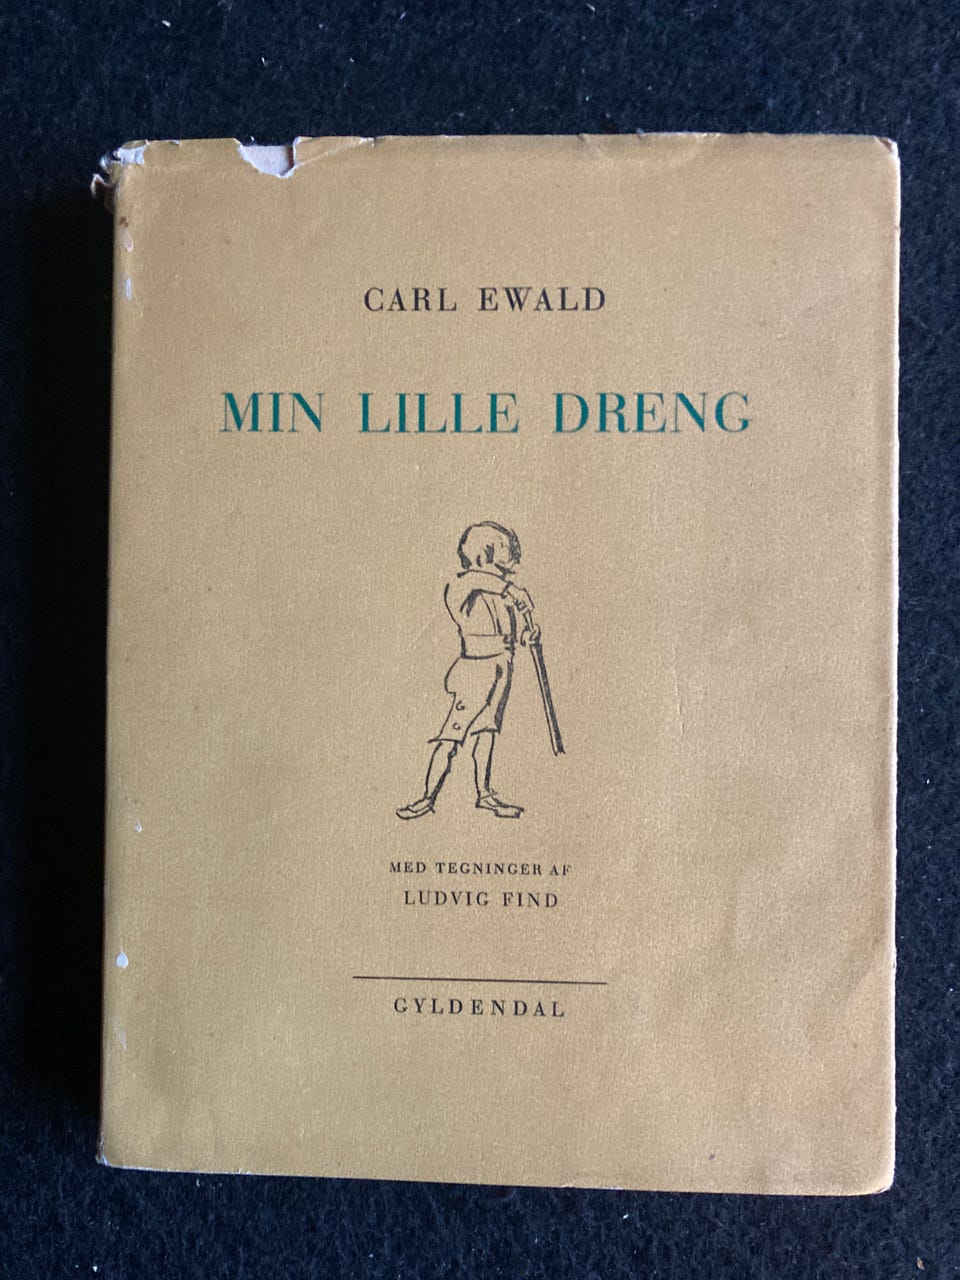 CARL EWALD
MIN LILLE DRENG
MED TEGNINGER AF
LUDVIG FIND
GYLDENDAL